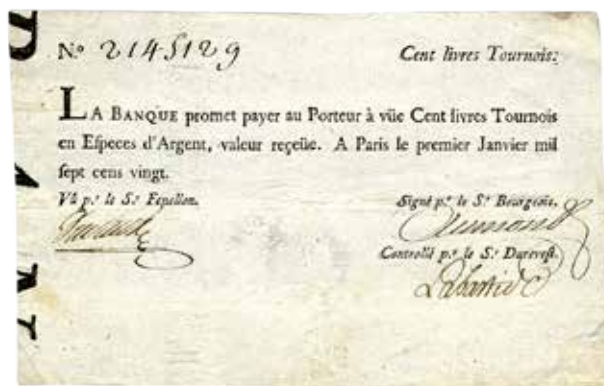 N.º 2145129 Cent livres Tournois:
LA BANQUE promet payer au Porteur à vüe Cent livres Tournois
en Especes d'Argent, valeur reçeüe. A Paris le premier Janvier mil
sept cens vingt.
Vû p.r le S.r Fenellon. Signé p.r le S.r Bourgeois.
Controllé p.r le S.r Durevest.